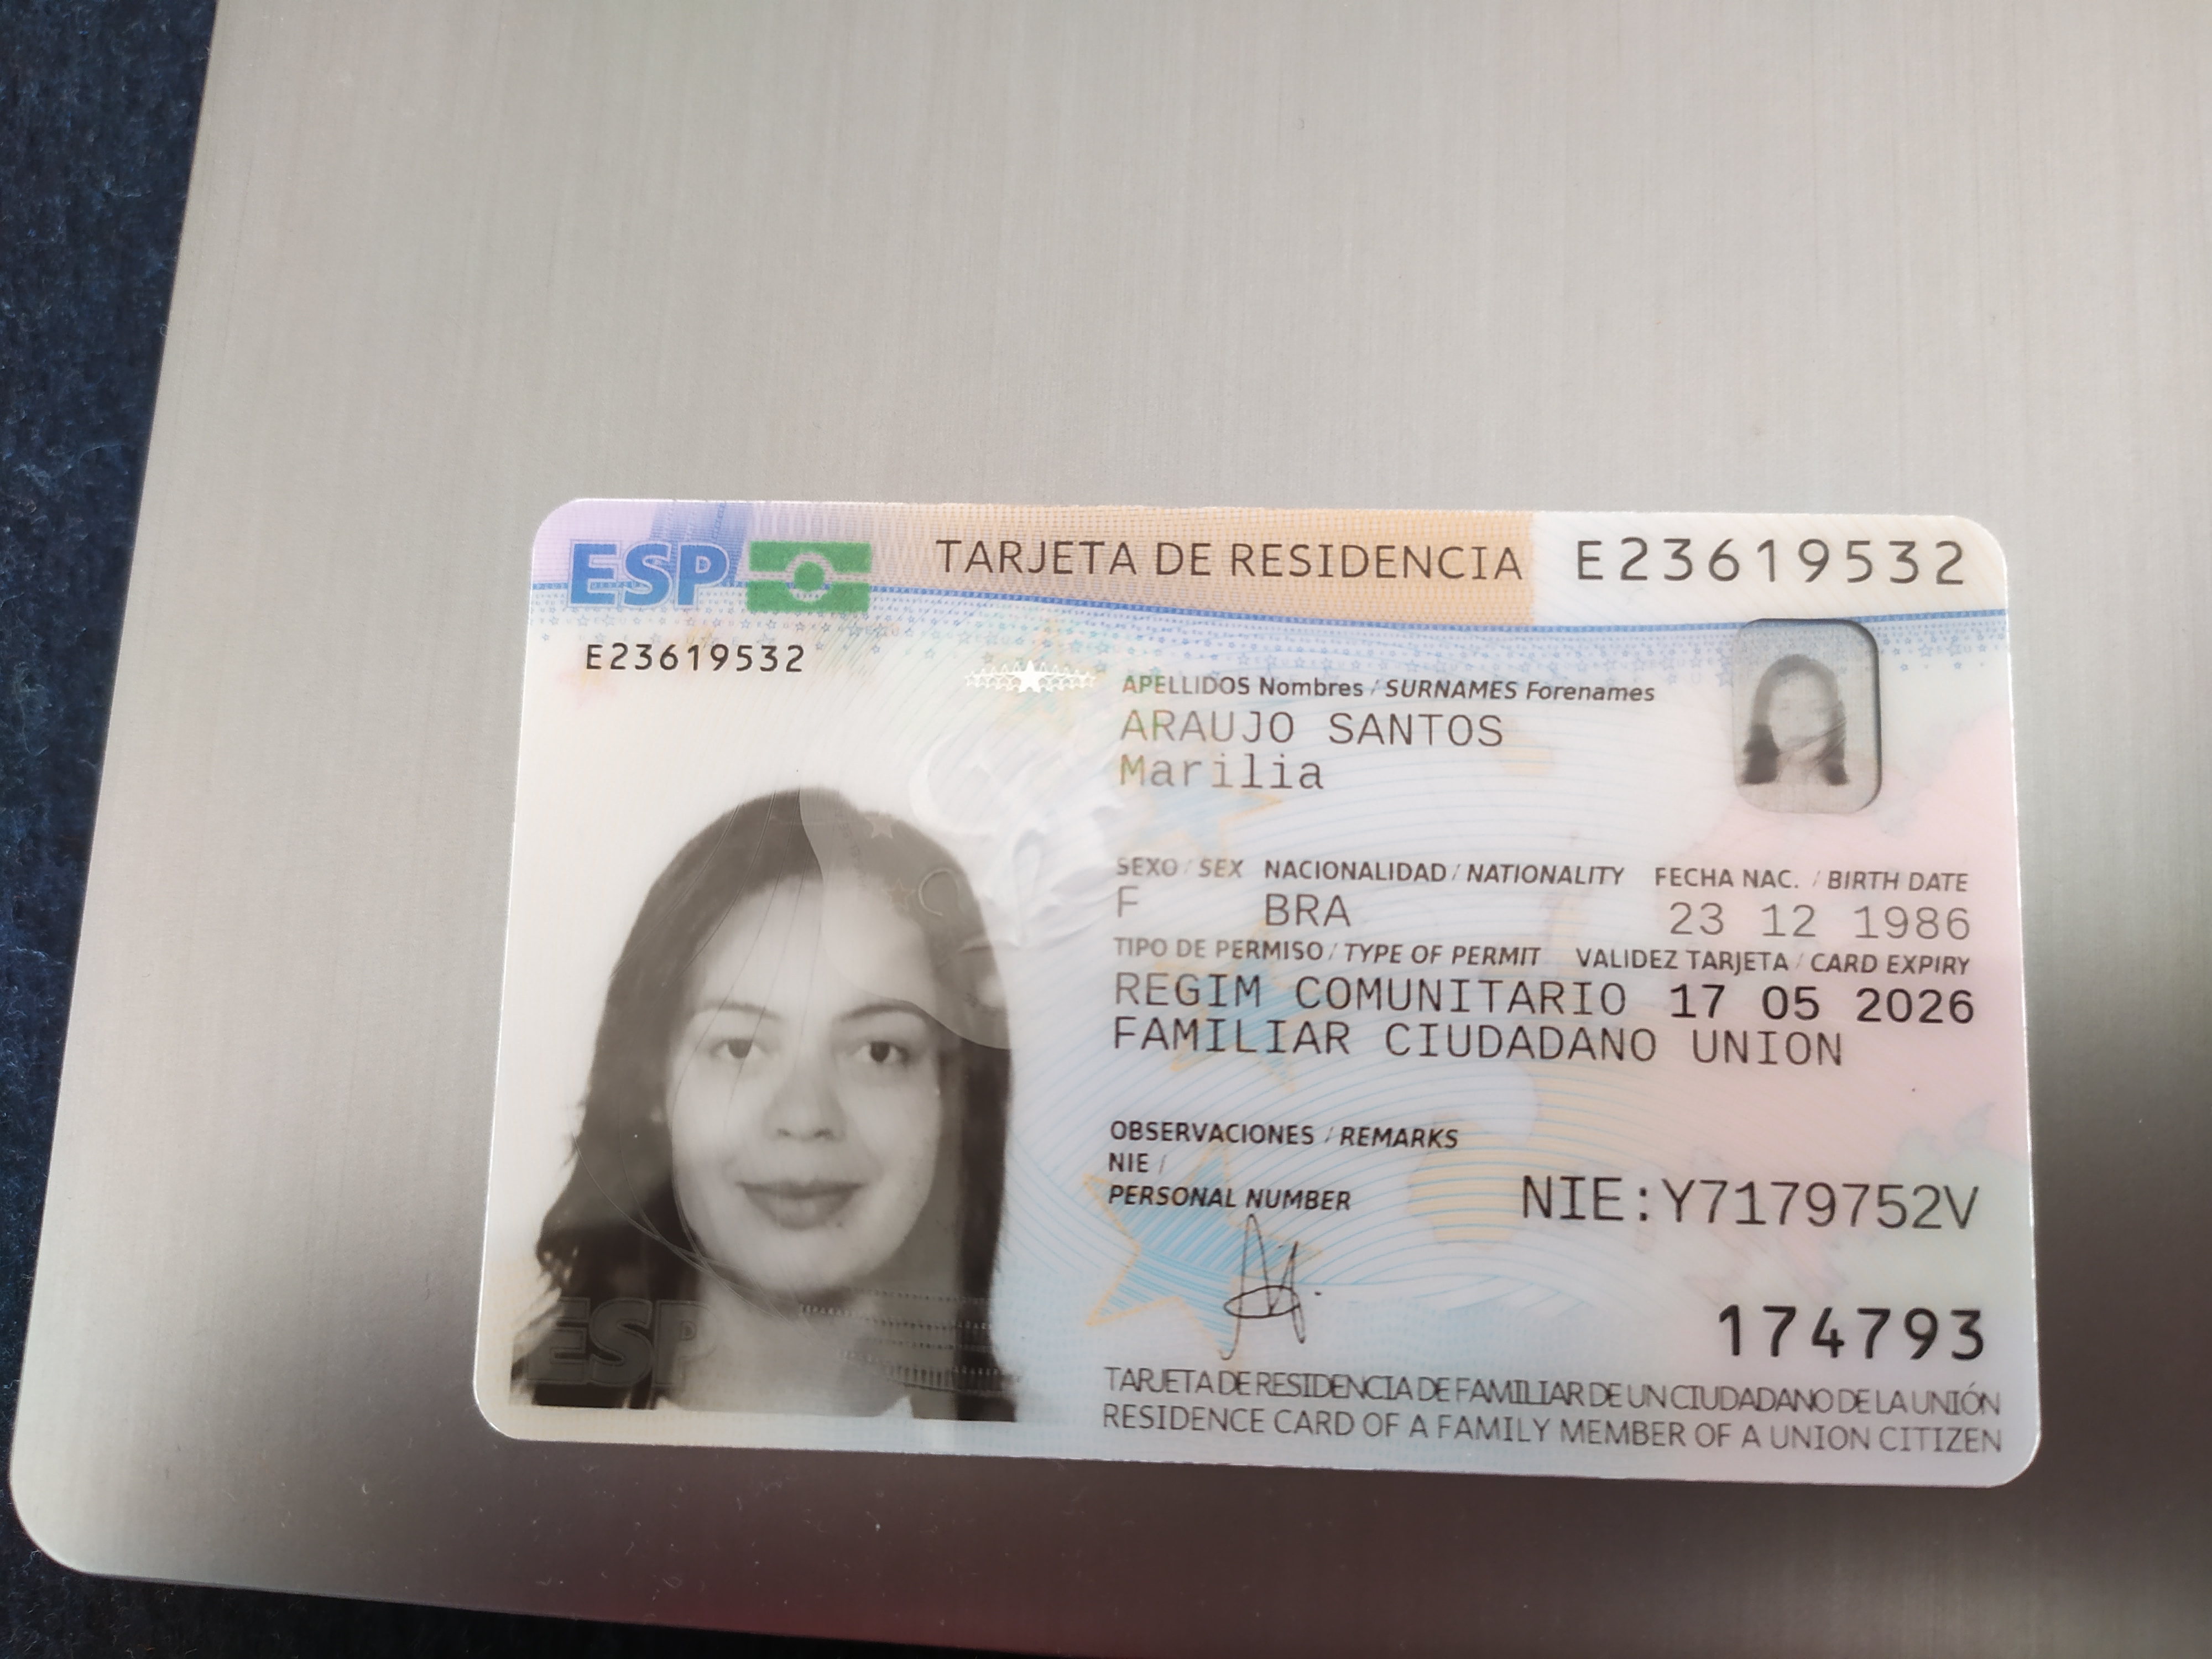 ESP TARJETA DE RESIDENCIA E23619532
E23619532
APELLIDOS Nombres / SURNAMES Forenames
ARAUJO SANTOS
Marilia
SEXO / SEX NACIONALIDAD / NATIONALITY FECHA NAC. / BIRTH DATE
F BRA 23 12 1986
TIPO DE PERMISO / TYPE OF PERMIT VALIDEZ TARJETA / CARD EXPIRY
REGIM COMUNITARIO 17 05 2026
FAMILIAR CIUDADANO UNION
OBSERVACIONES / REMARKS
NIE /
PERSONAL NUMBER NIE:Y7179752V
174793
ESP
TARJETA DE RESIDENCIA DE FAMILIAR DE UN CIUDADANO DE LA UNIÓN
RESIDENCE CARD OF A FAMILY MEMBER OF A UNION CITIZEN